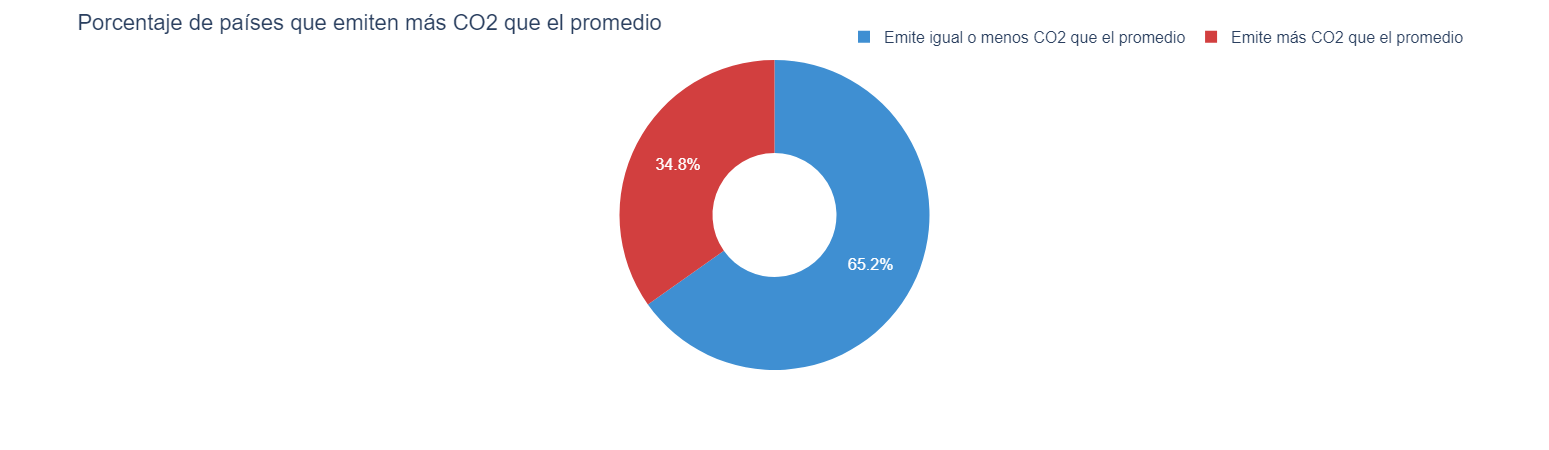 Porcentaje de países que emiten más CO2 que el promedio
Emite igual o menos CO2 que el promedio
Emite más CO2 que el promedio
34.8%
65.2%